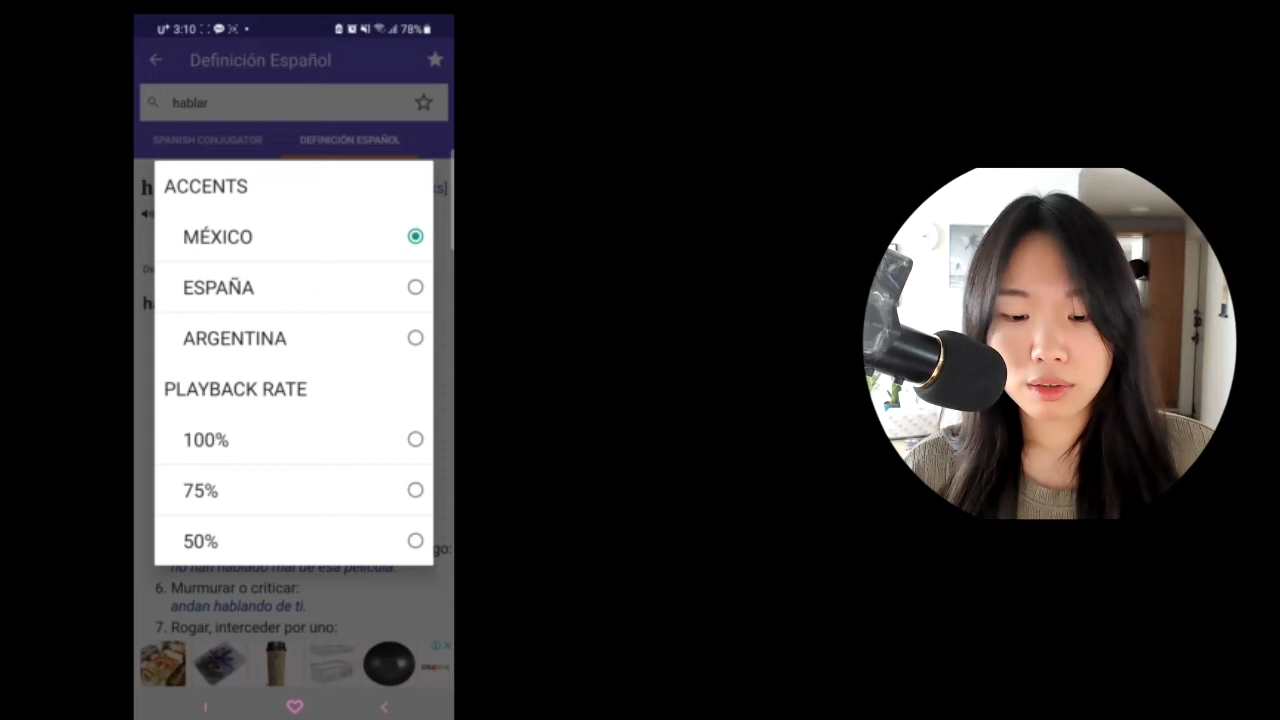 U+ 3:10
78%
Definición Español
hablar
SPANISH CONJUGATOR DEFINICIÓN ESPAÑOL
ACCENTS
MÉXICO
ESPAÑA
ARGENTINA
PLAYBACK RATE
100%
75%
50%
go:
no han hablado mal de esa película.
6. Murmurar o criticar:
andan hablando de ti.
7. Rogar, interceder por uno: